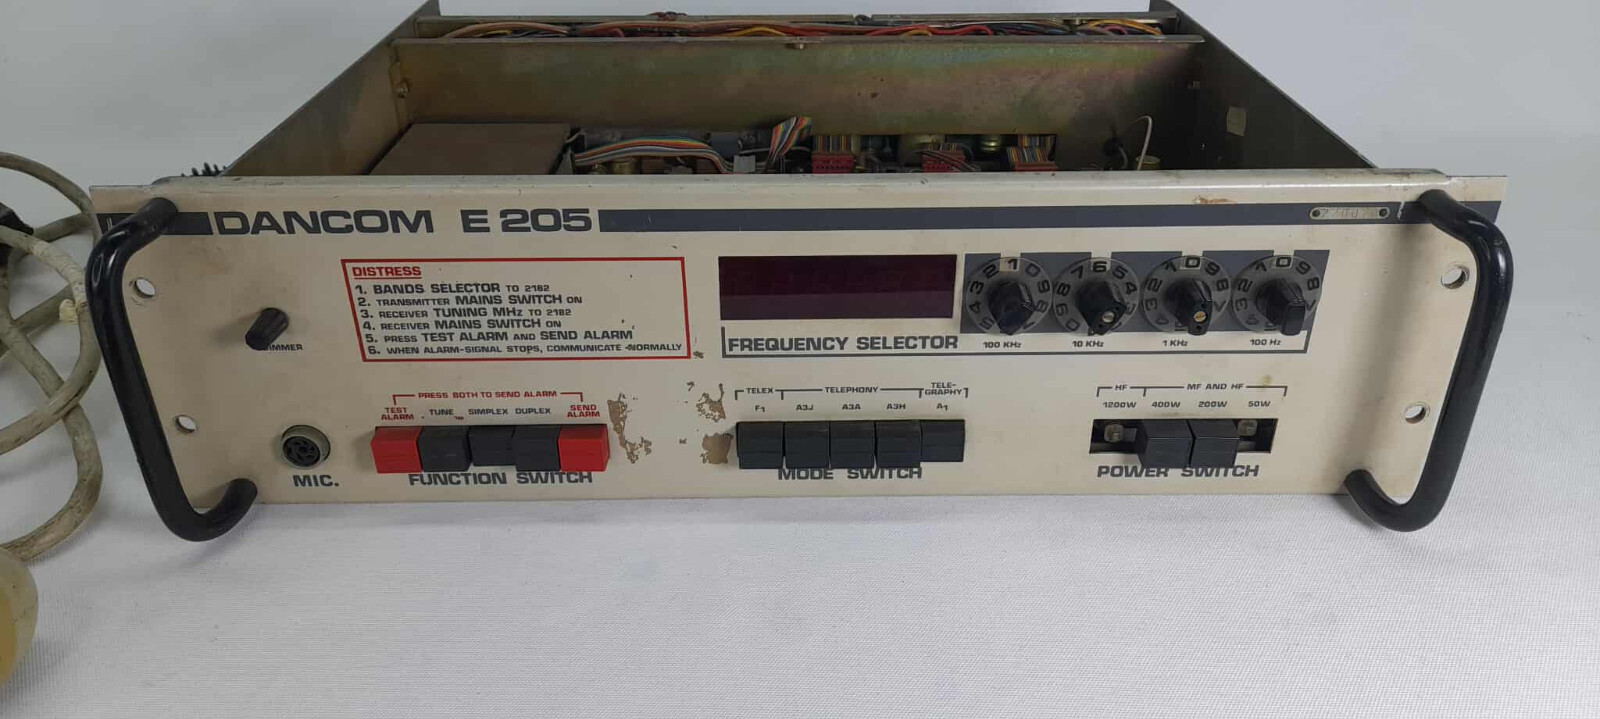 DANCOM E 205
DISTRESS
1. BANDS SELECTOR TO 2182
2. TRANSMITTER MAINS SWITCH ON
3. RECEIVER TUNING MHz TO 2182
4. RECEIVER MAINS SWITCH ON
5. PRESS TEST ALARM AND SEND ALARM
6. WHEN ALARM-SIGNAL STOPS, COMMUNICATE NORMALLY
FREQUENCY SELECTOR
100 KHz 10 KHz 1 KHz 100 Hz
PRESS BOTH TO SEND ALARM
TEST ALARM TUNE SIMPLEX DUPLEX SEND ALARM
FUNCTION SWITCH
MIC.
TELEX TELEPHONY TELE-GRAPHY
F1 A3J A3A A3H A1
MODE SWITCH
HF MF AND HF
1200W 400W 200W 50W
POWER SWITCH